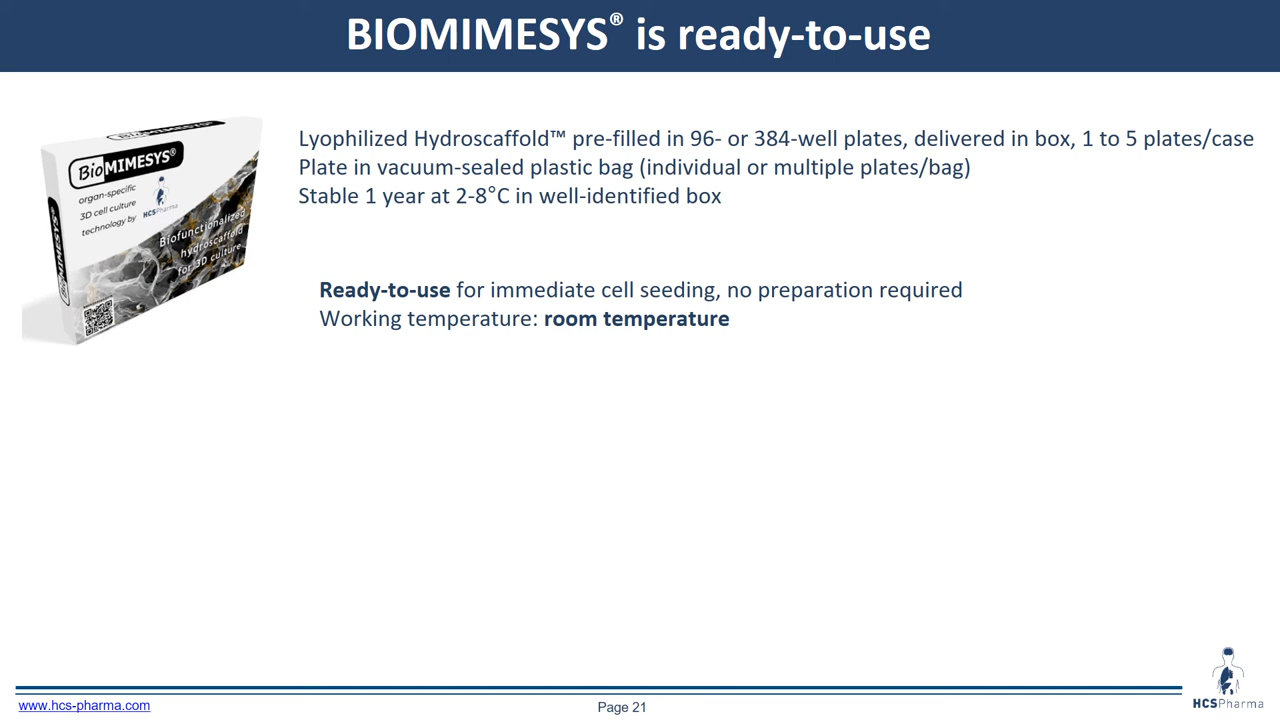 BIOMIMESYS® is ready-to-use
BioMIMESYS®
BioMIMESYS®
organ-specific
3D cell culture
technology by
HCSPharma
Biofunctionalized
hydroscaffold
for 3D culture
BioMIMESYS®
Lyophilized Hydroscaffold™ pre-filled in 96- or 384-well plates, delivered in box, 1 to 5 plates/case
Plate in vacuum-sealed plastic bag (individual or multiple plates/bag)
Stable 1 year at 2-8°C in well-identified box
Ready-to-use for immediate cell seeding, no preparation required
Working temperature: room temperature
www.hcs-pharma.com
Page 21
HCSPharma